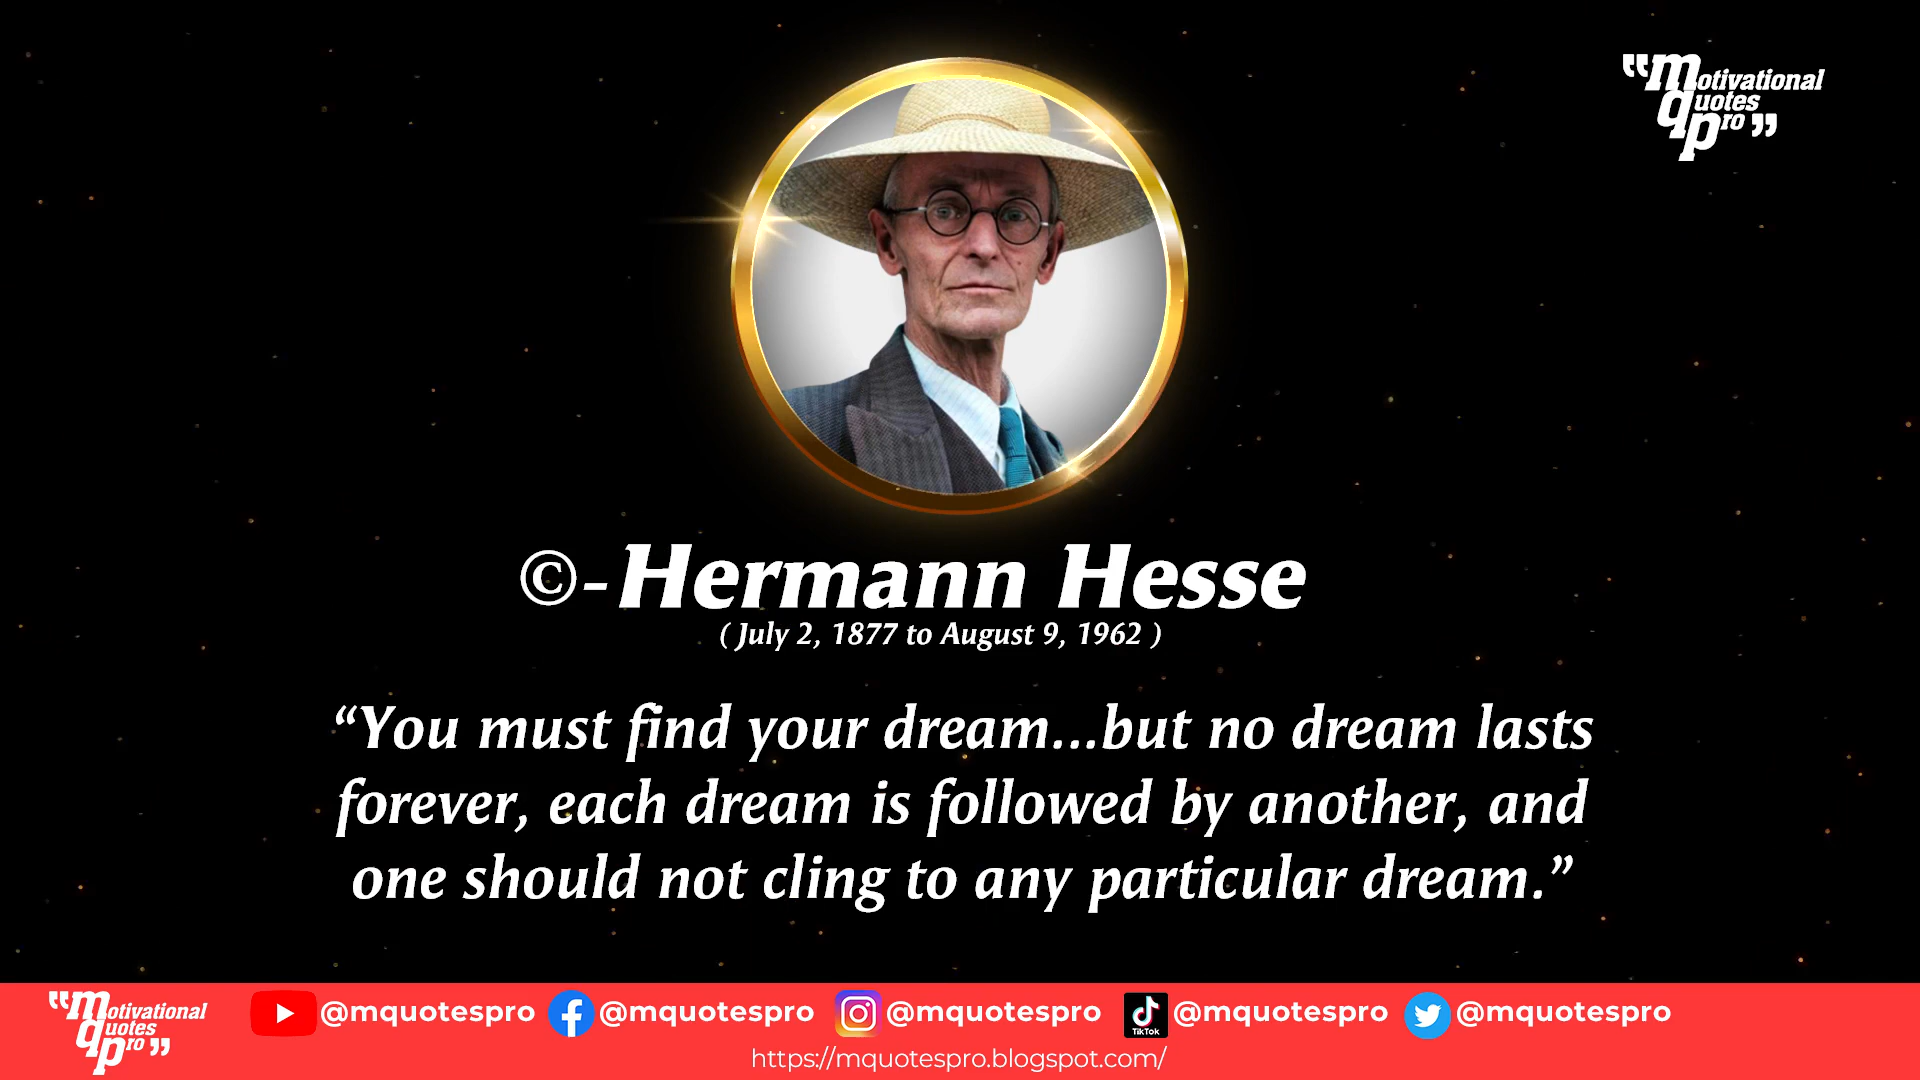 “Motivational
Quotes
Pro”
©-Hermann Hesse
( July 2, 1877 to August 9, 1962 )
“You must find your dream...but no dream lasts
forever, each dream is followed by another, and
one should not cling to any particular dream.”
“Motivational
Quotes
Pro”
@mquotespro @mquotespro @mquotespro TikTok @mquotespro @mquotespro
https://mquotespro.blogspot.com/